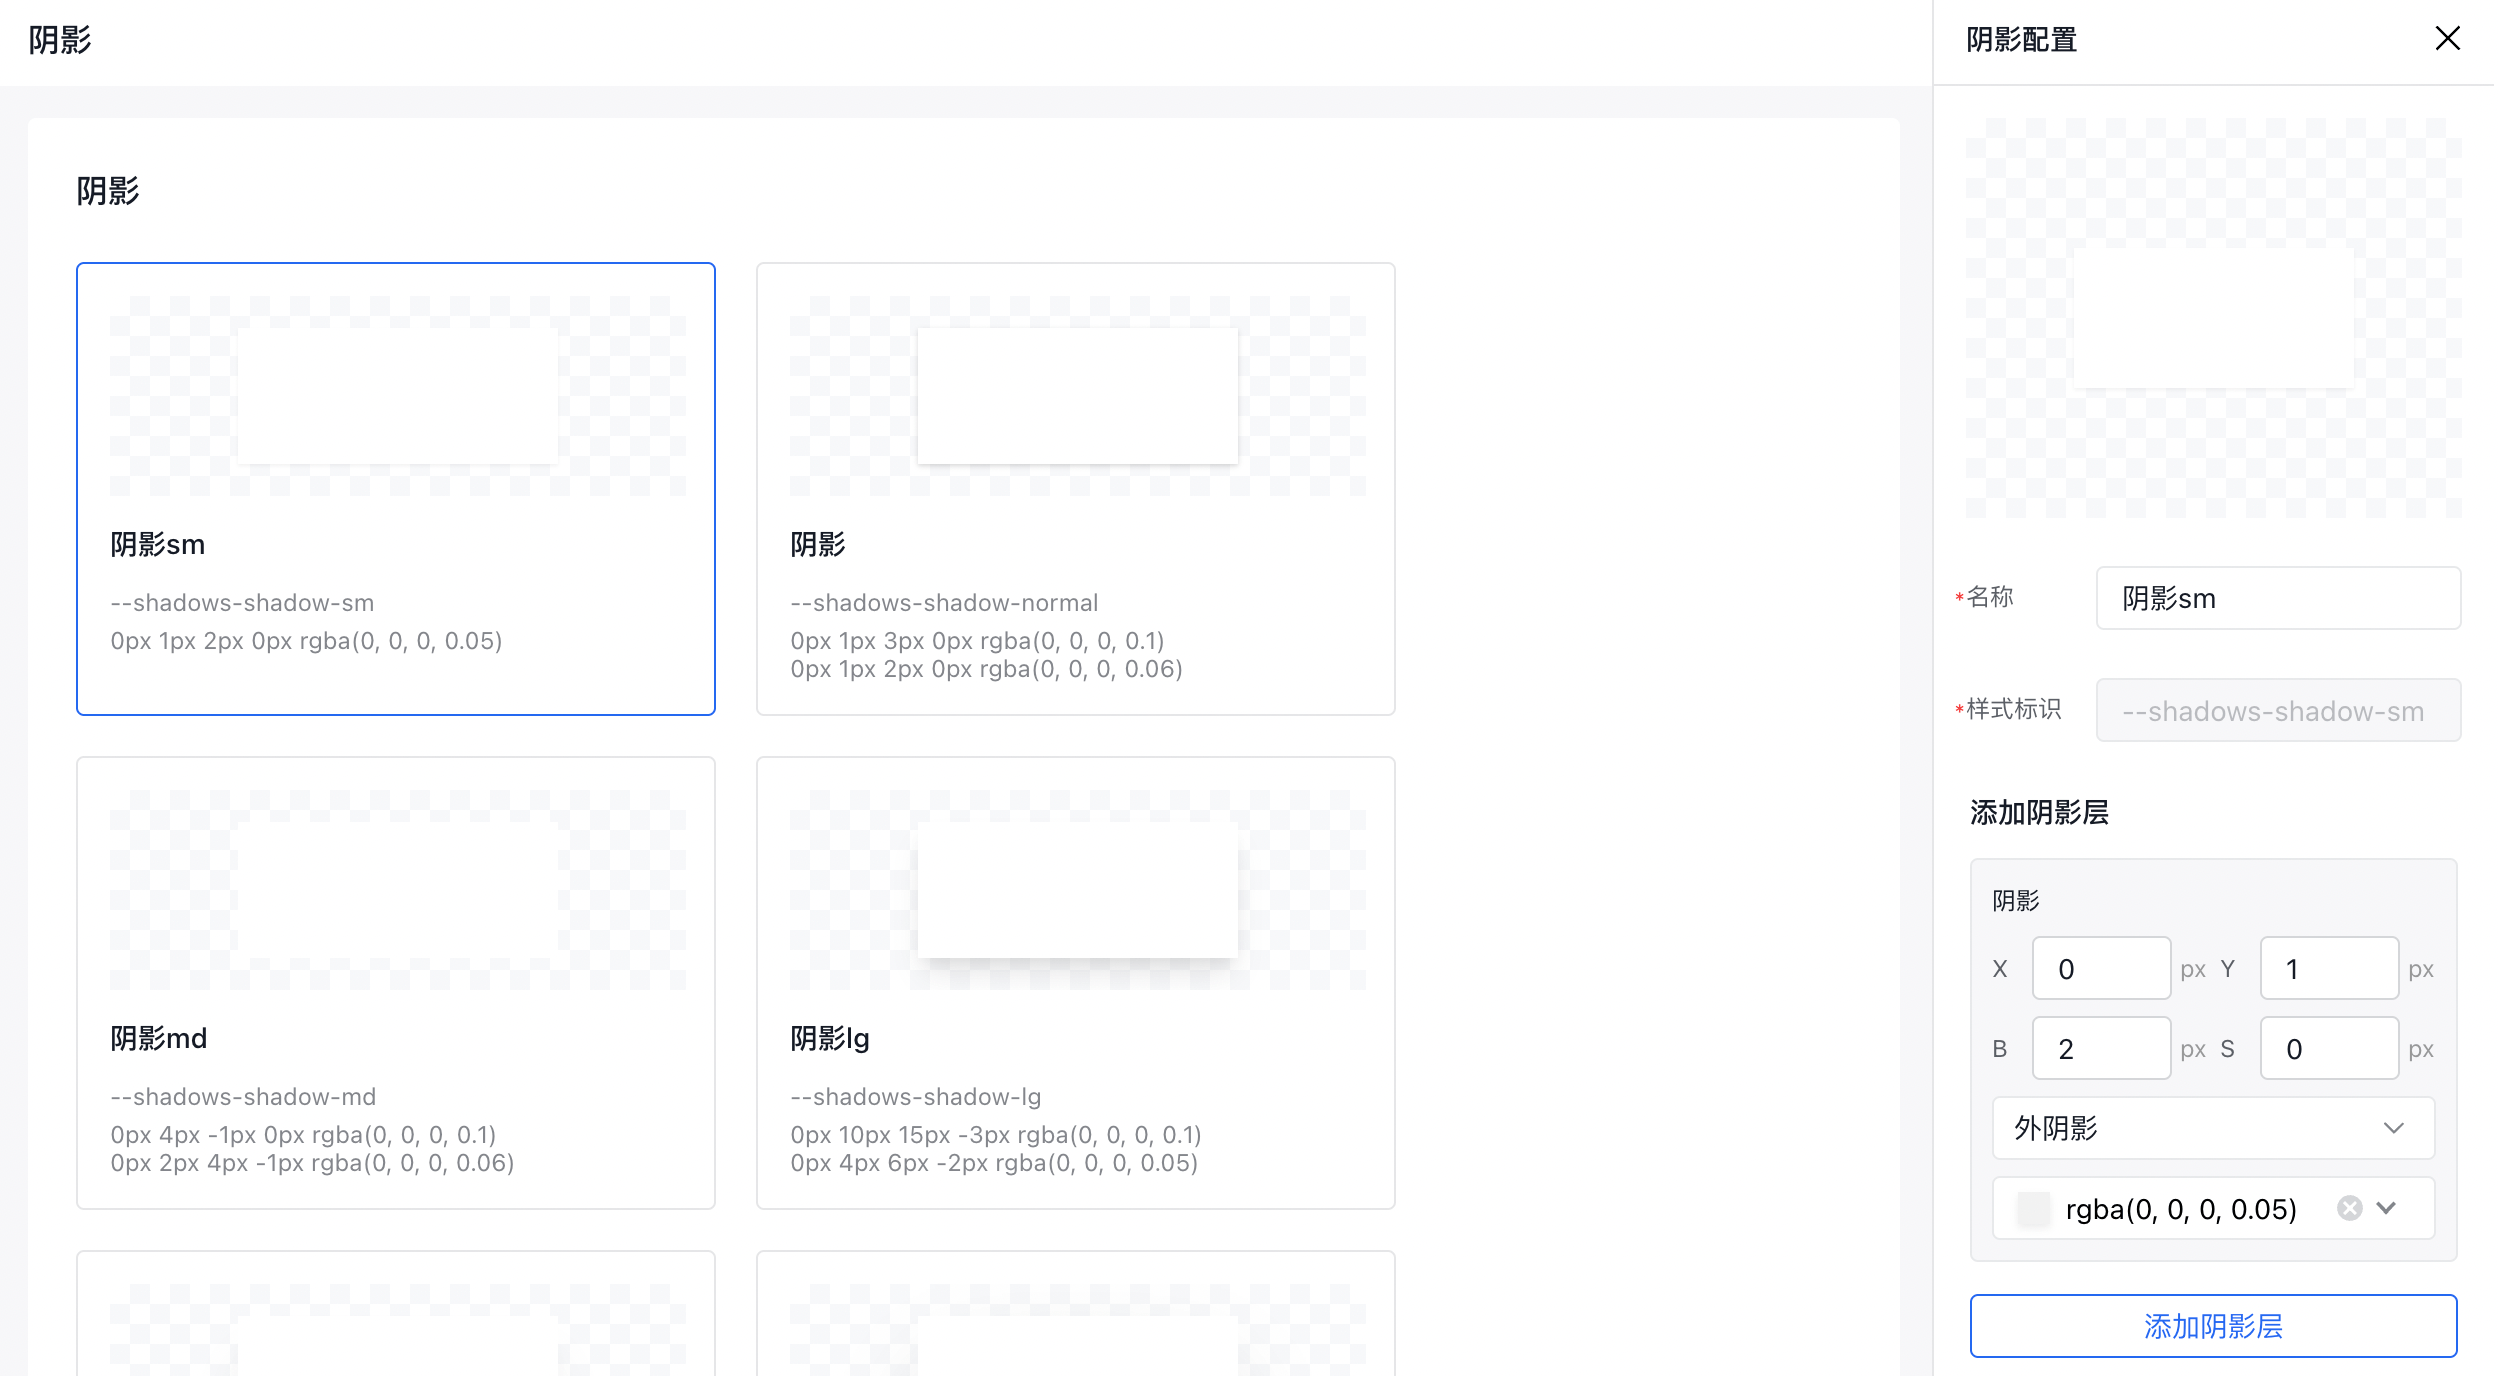 阴影
阴影
阴影sm
--shadows-shadow-sm
0px 1px 2px 0px rgba(0, 0, 0, 0.05)
阴影
--shadows-shadow-normal
0px 1px 3px 0px rgba(0, 0, 0, 0.1)
0px 1px 2px 0px rgba(0, 0, 0, 0.06)
阴影md
--shadows-shadow-md
0px 4px -1px 0px rgba(0, 0, 0, 0.1)
0px 2px 4px -1px rgba(0, 0, 0, 0.06)
阴影lg
--shadows-shadow-lg
0px 10px 15px -3px rgba(0, 0, 0, 0.1)
0px 4px 6px -2px rgba(0, 0, 0, 0.05)
阴影配置
*名称 阴影sm
*样式标识 --shadows-shadow-sm
添加阴影层
阴影
X 0 px Y 1 px
B 2 px S 0 px
外阴影
rgba(0, 0, 0, 0.05)
添加阴影层